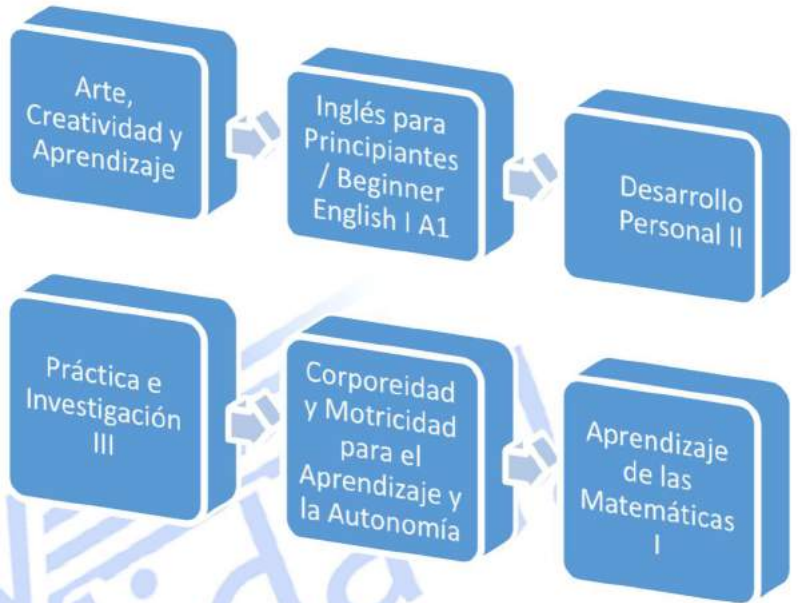 Arte,
Creatividad y
Aprendizaje
Inglés para
Principiantes
/ Beginner
English I A1
Desarrollo
Personal II
Práctica e
Investigación
III
Corporeidad
y Motricidad
para el
Aprendizaje y
la Autonomía
Aprendizaje
de las
Matemáticas
I